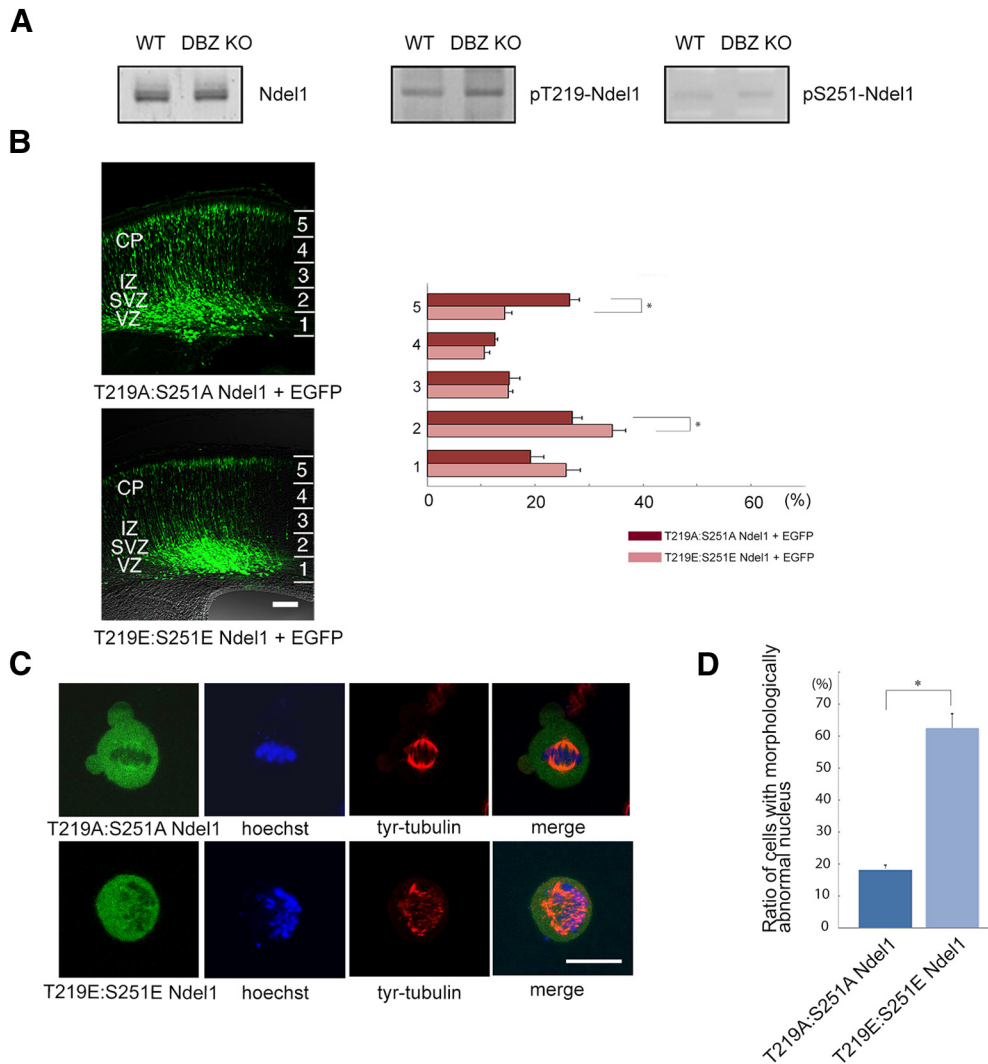 A
WT DBZ KO
Ndel1
WT DBZ KO
pT219-Ndel1
WT DBZ KO
pS251-Ndel1
B
CP
IZ
SVZ
VZ
5
4
3
2
1
T219A:S251A Ndel1 + EGFP
CP
IZ
SVZ
VZ
5
4
3
2
1
T219E:S251E Ndel1 + EGFP
5
4
3
2
1
*
*
0 20 40 60 (%)
T219A:S251A Ndel1 + EGFP
T219E:S251E Ndel1 + EGFP
C
T219A:S251A Ndel1 hoechst tyr-tubulin merge
T219E:S251E Ndel1 hoechst tyr-tubulin merge
D
Ratio of cells with morphologically
abnormal nucleus
(%)
70
60
50
40
30
20
10
0
*
T219A:S251A Ndel1
T219E:S251E Ndel1